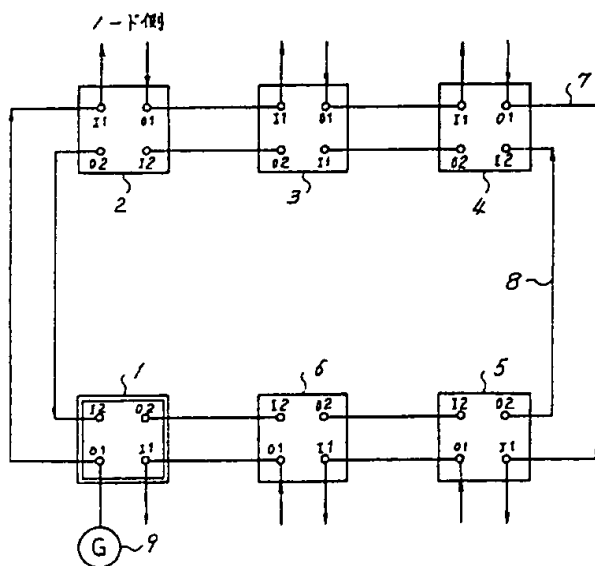 ノード側
7
I1 O1 I1 O1 I1 O1
O2 I2 O2 I1 O2 I2
2 3 4
8
1 6 5
I2 O2 I2 O2 I2 O2
O1 I1 O1 I1 O1 I1
G 9